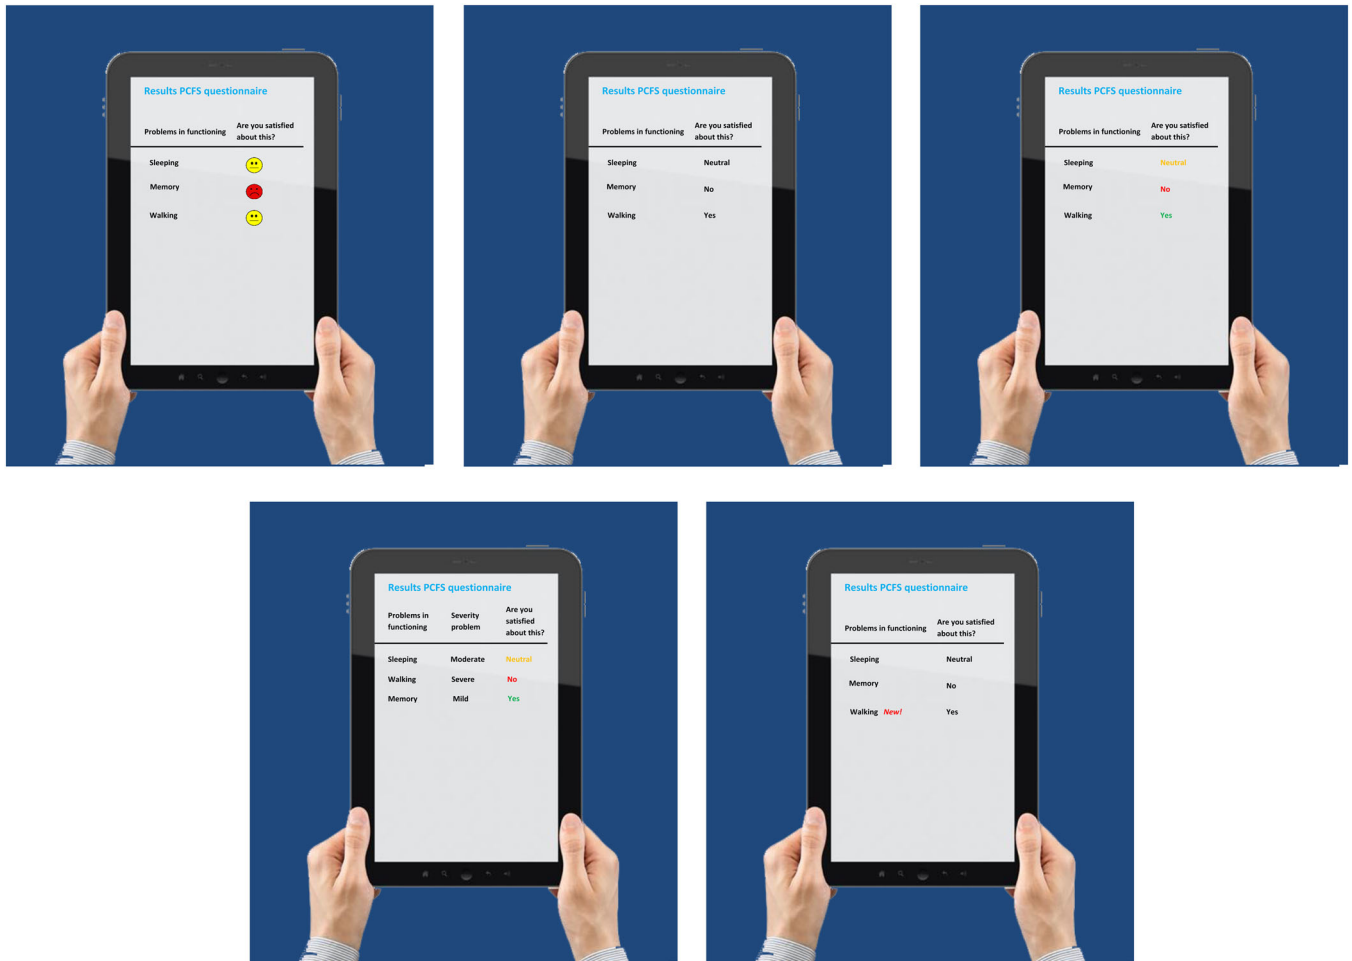 Results PCFS questionnaire
Problems in functioning
Are you satisfied
about this?
Sleeping
Memory
Walking
Results PCFS questionnaire
Problems in functioning
Are you satisfied
about this?
Sleeping Neutral
Memory No
Walking Yes
Results PCFS questionnaire
Problems in functioning
Are you satisfied
about this?
Sleeping Neutral
Memory No
Walking Yes
Results PCFS questionnaire
Problems in
functioning
Severity
problem
Are you
satisfied
about this?
Sleeping Moderate Neutral
Walking Severe No
Memory Mild Yes
Results PCFS questionnaire
Problems in functioning
Are you satisfied
about this?
Sleeping Neutral
Memory No
Walking New! Yes